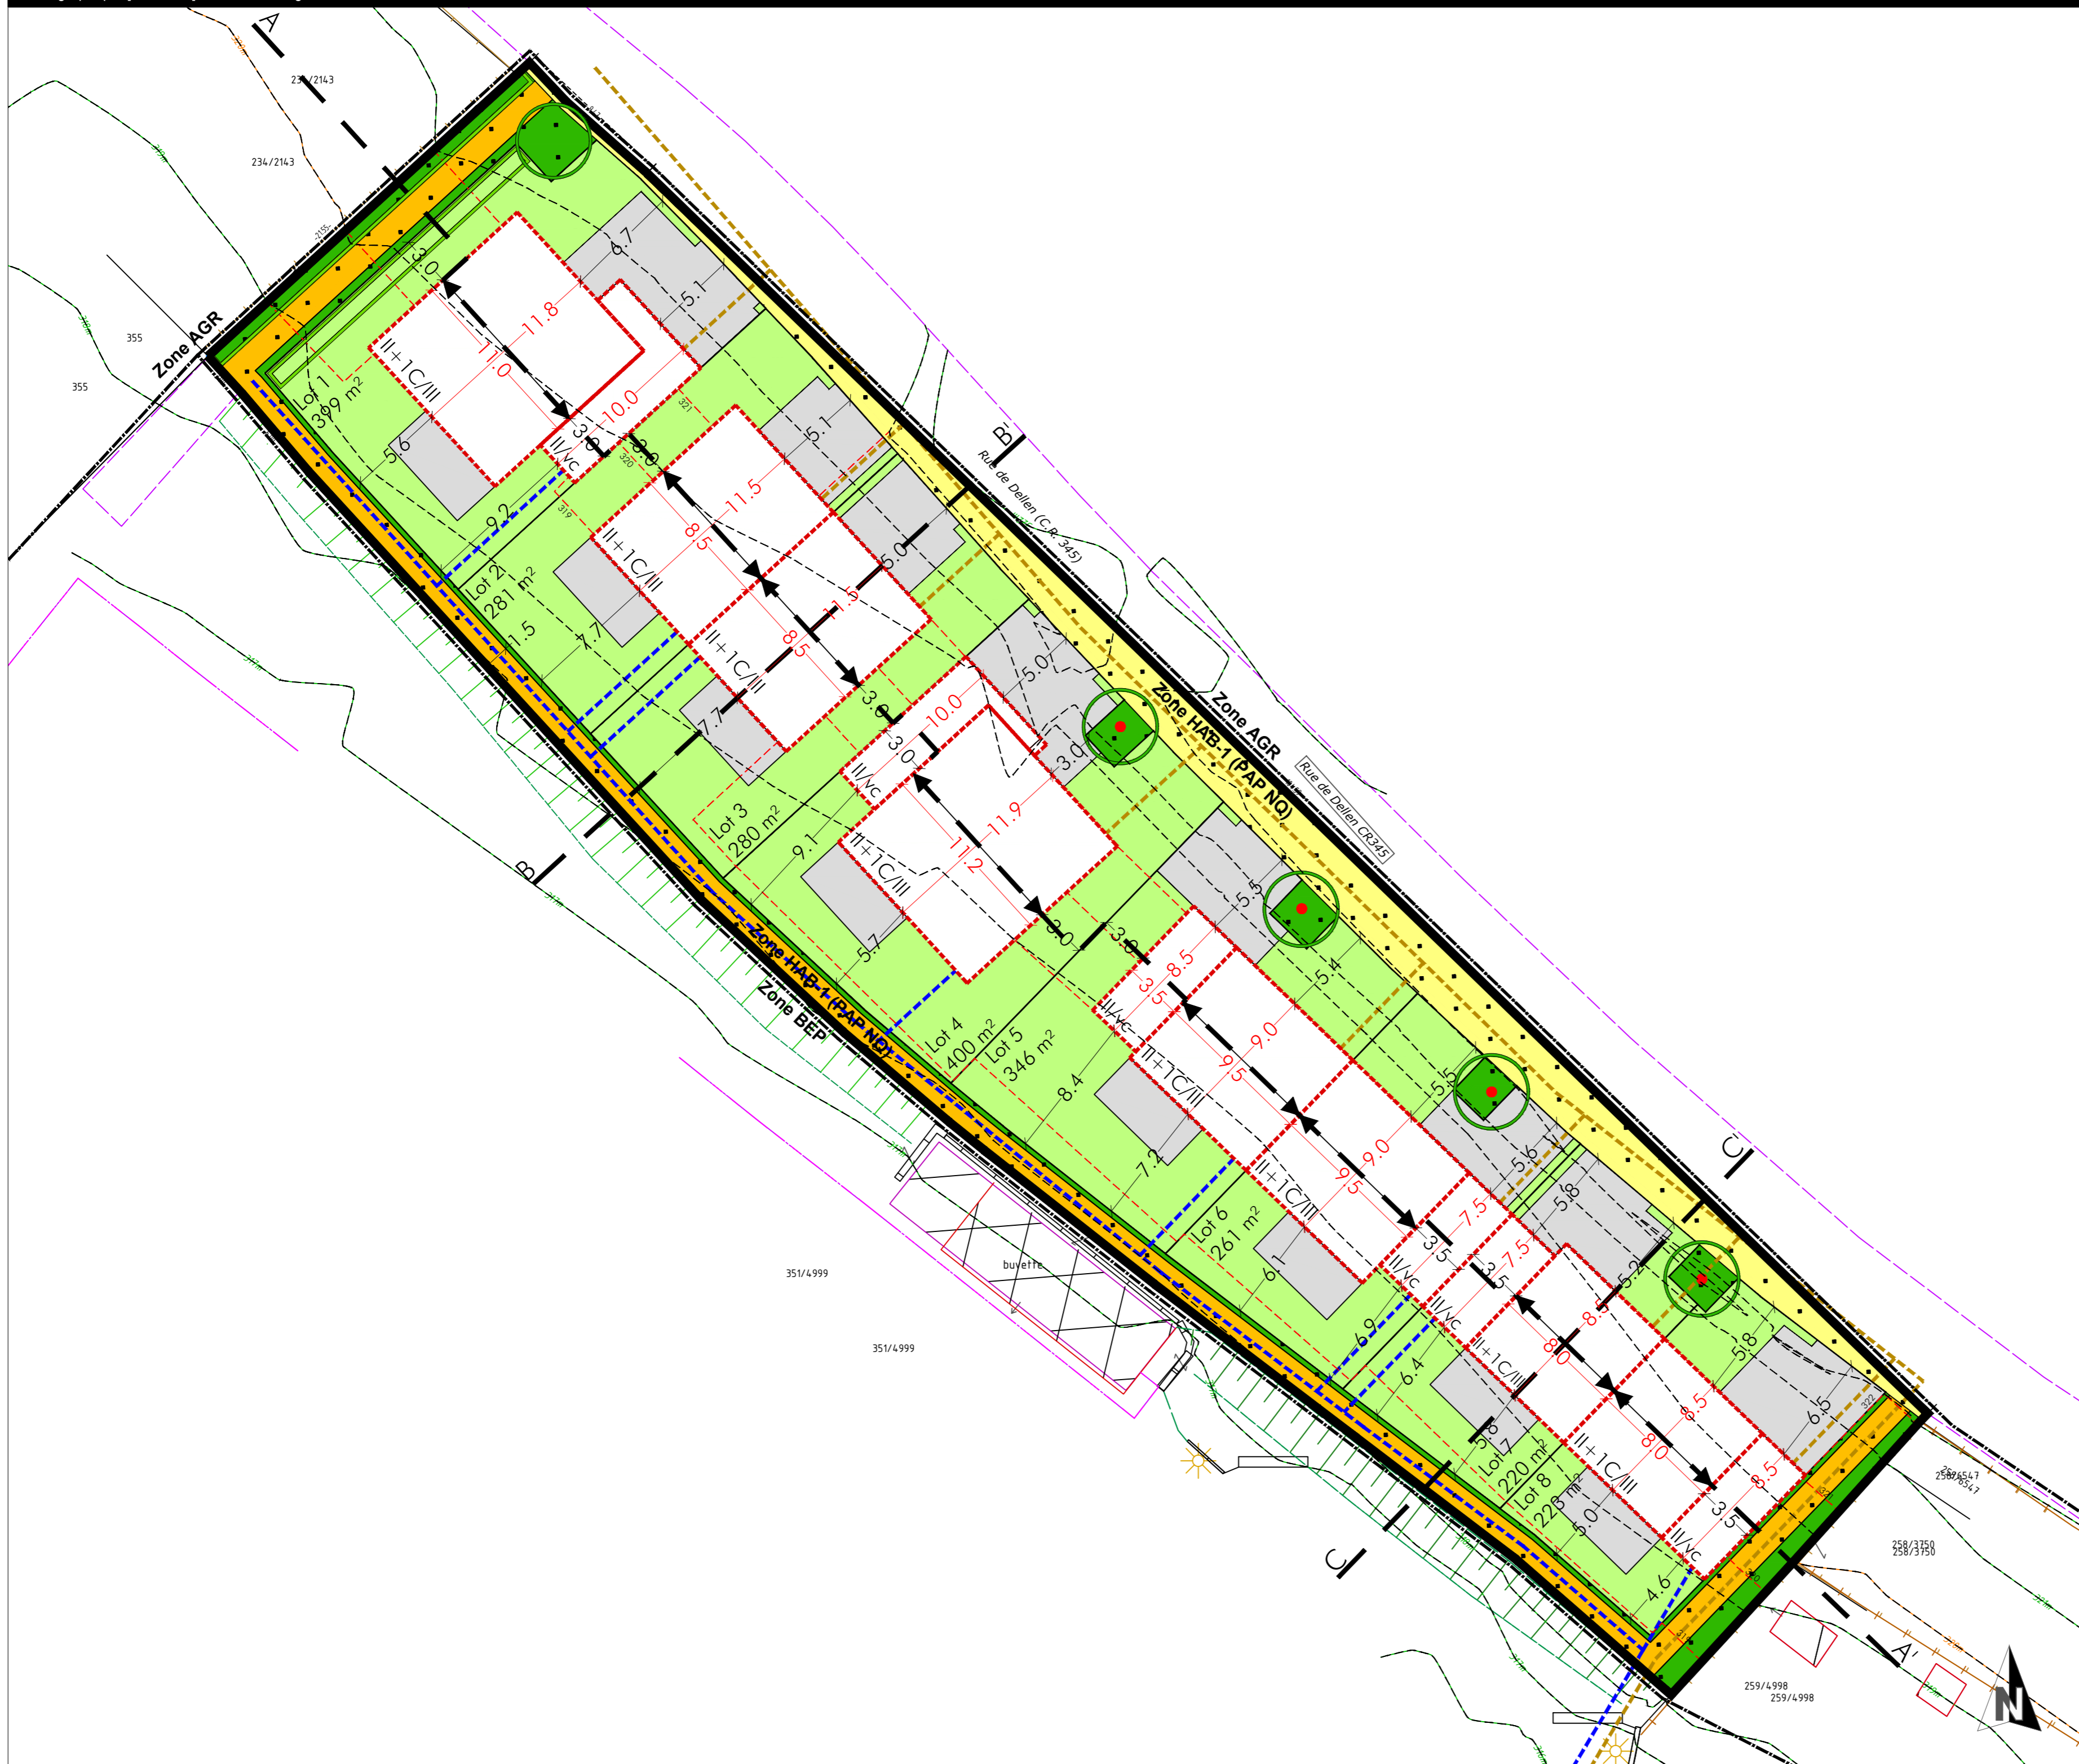 A
234/2143
355
355
Zone AGR
3.0
6.7
5.1
11.8
11.0
II+1C/III
Lot 1
399 m²
5.6
10.0
3.0
II/vc
321
320
319
3.0
9.2
5.1
11.5
8.5
II+1C/III
B'
Rue de Dellen (C.R. 345)
5.0
11.5
8.5
II+1C/III
Lot 2
281 m²
7.7
7.7
3.0
5.0
10.0
3.0
II/vc
3.0
Zone AGR
Zone HAB-1 (PAP NQ)
Rue de Dellen CR345
Lot 3
280 m²
9.1
11.9
11.2
II+1C/III
5.7
B
3.0
3.0
5.5
8.5
3.5
II/vc
5.4
Zone HAB-1 (PAP NQ)
Zone BEP
Lot 4
400 m²
Lot 5
346 m²
8.4
9.0
9.5
II+1C/III
7.2
5.5
9.0
9.5
II+1C/III
C'
5.6
5.8
7.5
7.5
3.5
3.5
5.2
Lot 6
261 m²
6.1
II/vc
II/vc
351/4999
buvette
351/4999
6.9
6.4
8.5
8.0
II+1C/III
5.8
8.5
8.0
II+1C/III
6.5
322
8.5
3.5
II/vc
5.8
Lot 7
220 m²
Lot 8
223 m²
5.0
4.6
C
258/6547
258/3750
258/3750
A'
259/4998
259/4998
N